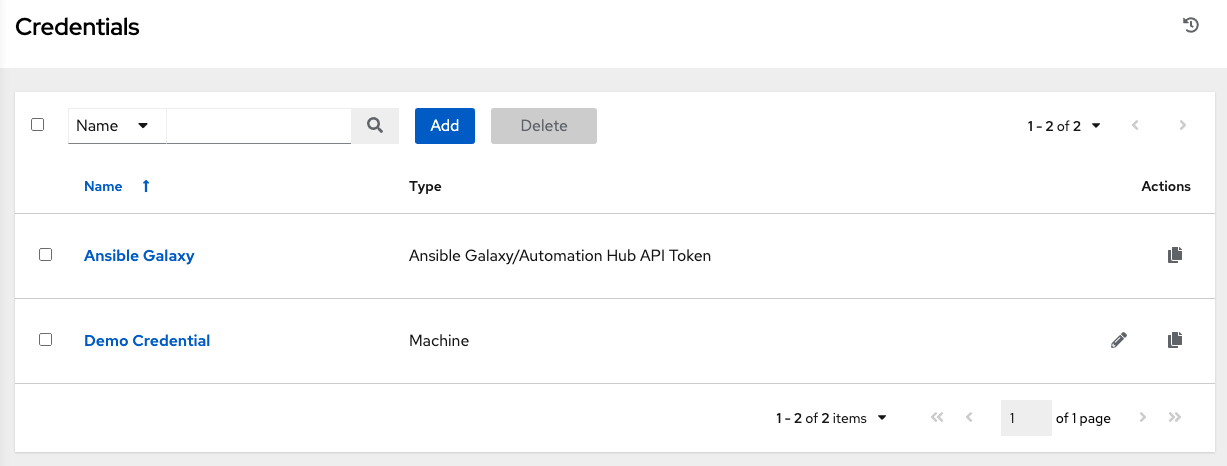 Credentials
Name Add Delete 1 - 2 of 2
Name Type Actions
Ansible Galaxy Ansible Galaxy/Automation Hub API Token
Demo Credential Machine
1 - 2 of 2 items 1 of 1 page